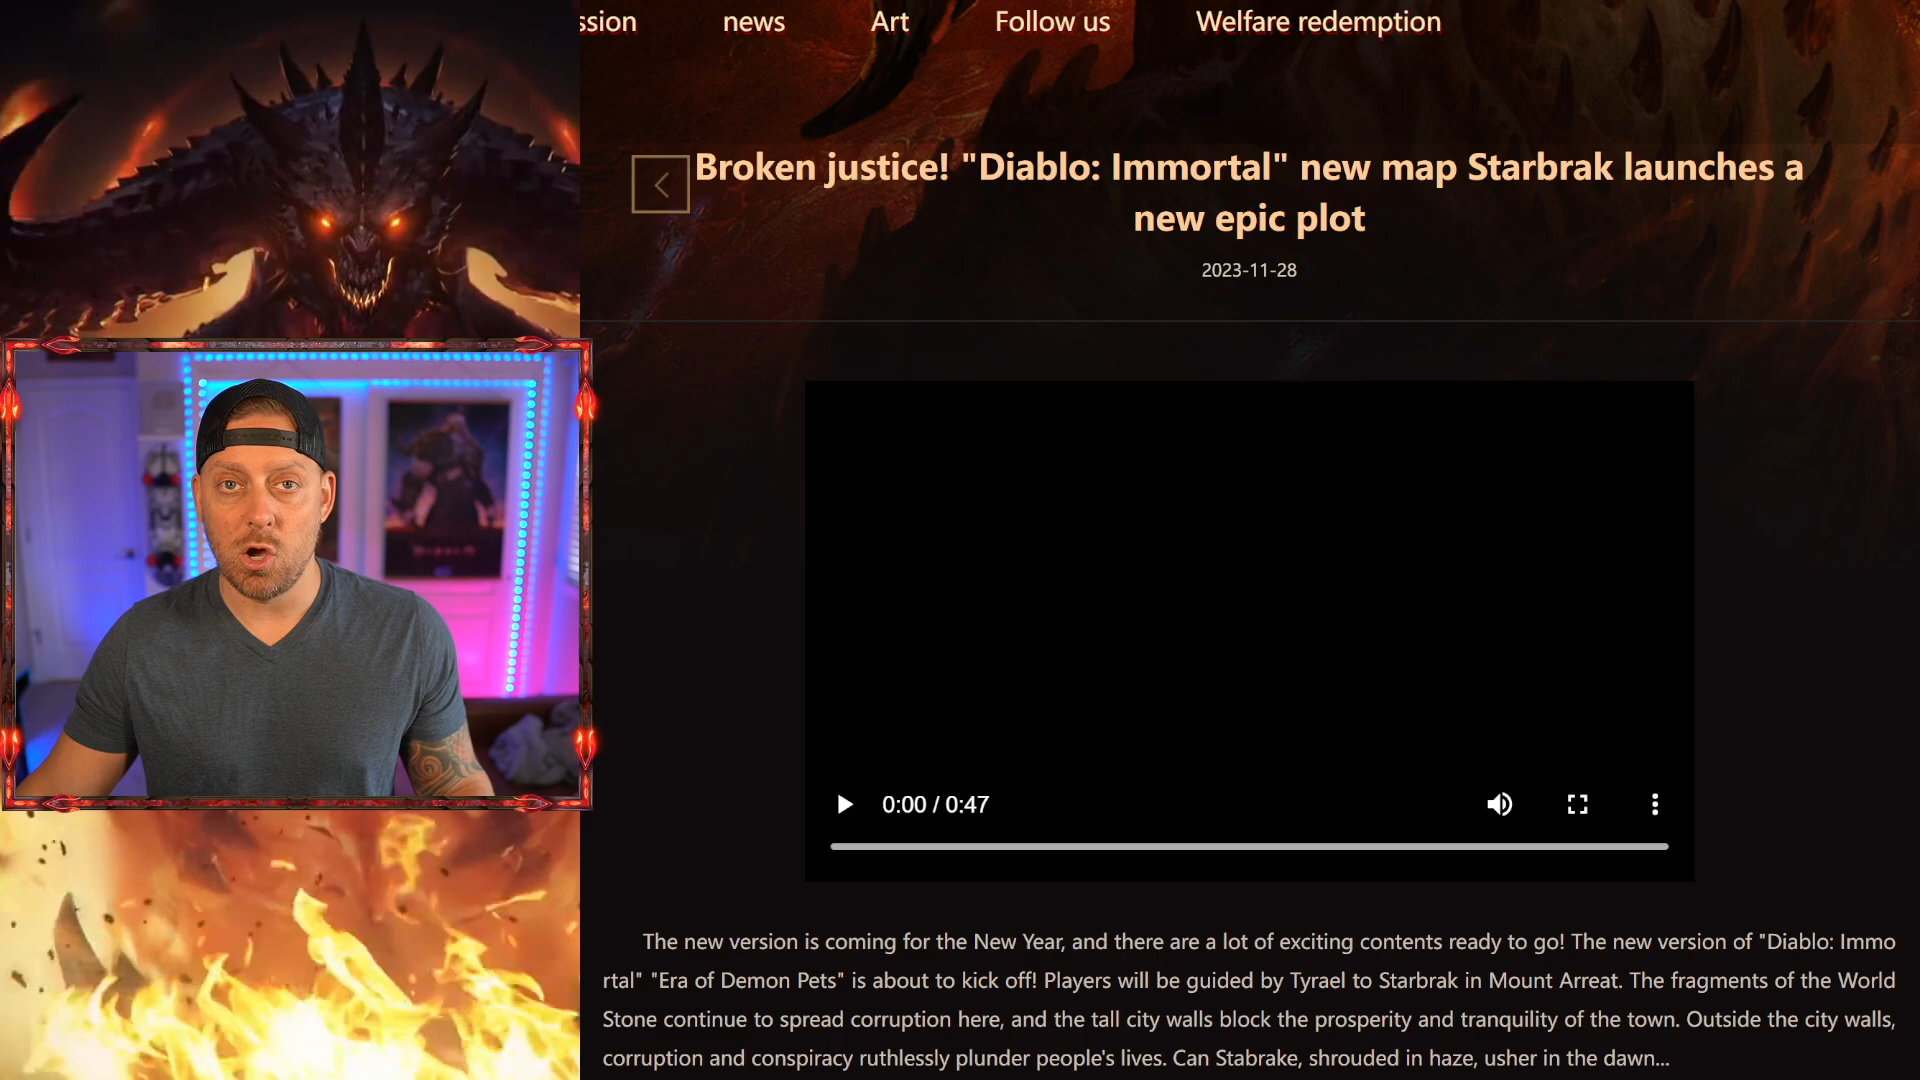 ssion news Art Follow us Welfare redemption
Broken justice! "Diablo: Immortal" new map Starbrak launches a
new epic plot
2023-11-28
DIABLO
0:00 / 0:47
The new version is coming for the New Year, and there are a lot of exciting contents ready to go! The new version of "Diablo: Immo
rtal" "Era of Demon Pets" is about to kick off! Players will be guided by Tyrael to Starbrak in Mount Arreat. The fragments of the World
Stone continue to spread corruption here, and the tall city walls block the prosperity and tranquility of the town. Outside the city walls,
corruption and conspiracy ruthlessly plunder people's lives. Can Stabrake, shrouded in haze, usher in the dawn...